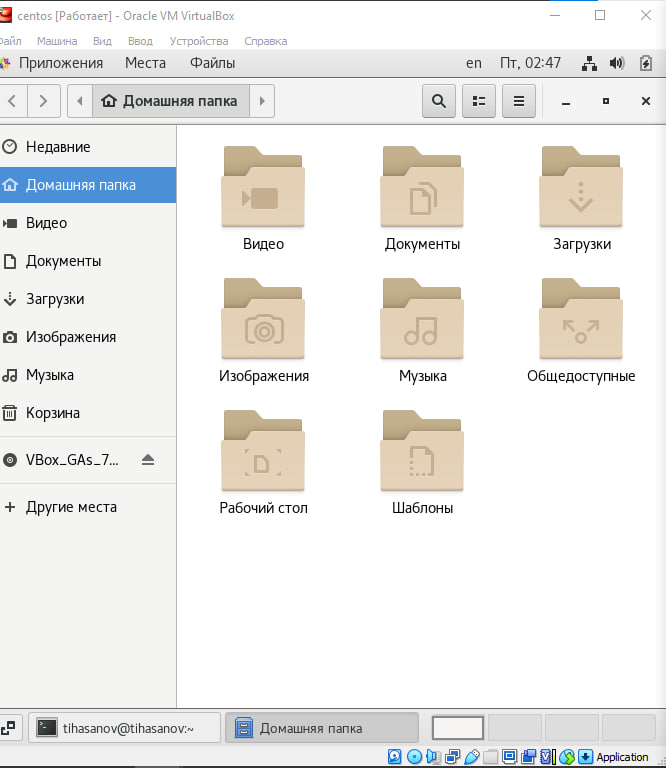 centos [Работает] - Oracle VM VirtualBox
Файл Машина Вид Ввод Устройства Справка
Приложения Места Файлы en Пт, 02:47
Домашняя папка
Недавние
Домашняя папка
Видео
Документы
Загрузки
Изображения
Музыка
Корзина
VBox_GAs_7...
Другие места
Видео Документы Загрузки
Изображения Музыка Общедоступные
Рабочий стол Шаблоны
tihasanov@tihasanov:~ Домашняя папка
Application